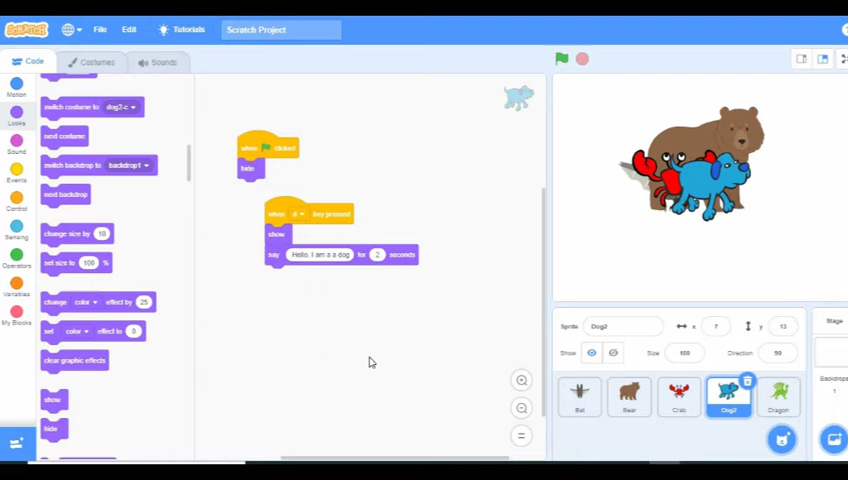 SCRATCH File Edit Tutorials Scratch Project
Code Costumes Sounds
Motion
Looks
Sound
Events
Control
Sensing
Operators
Variables
My Blocks
switch costume to dog2-c
next costume
switch backdrop to backdrop1
next backdrop
change size by 10
set size to 100 %
change color effect by 25
set color effect to 0
clear graphic effects
show
hide
when clicked
hide
when d key pressed
show
say Hello, I am a a dog for 2 seconds
Sprite Dog2 x 7 y 13
Show Size 100 Direction 90
Bat Bear Crab Dog2 Dragon
Stage
Backdrops
1